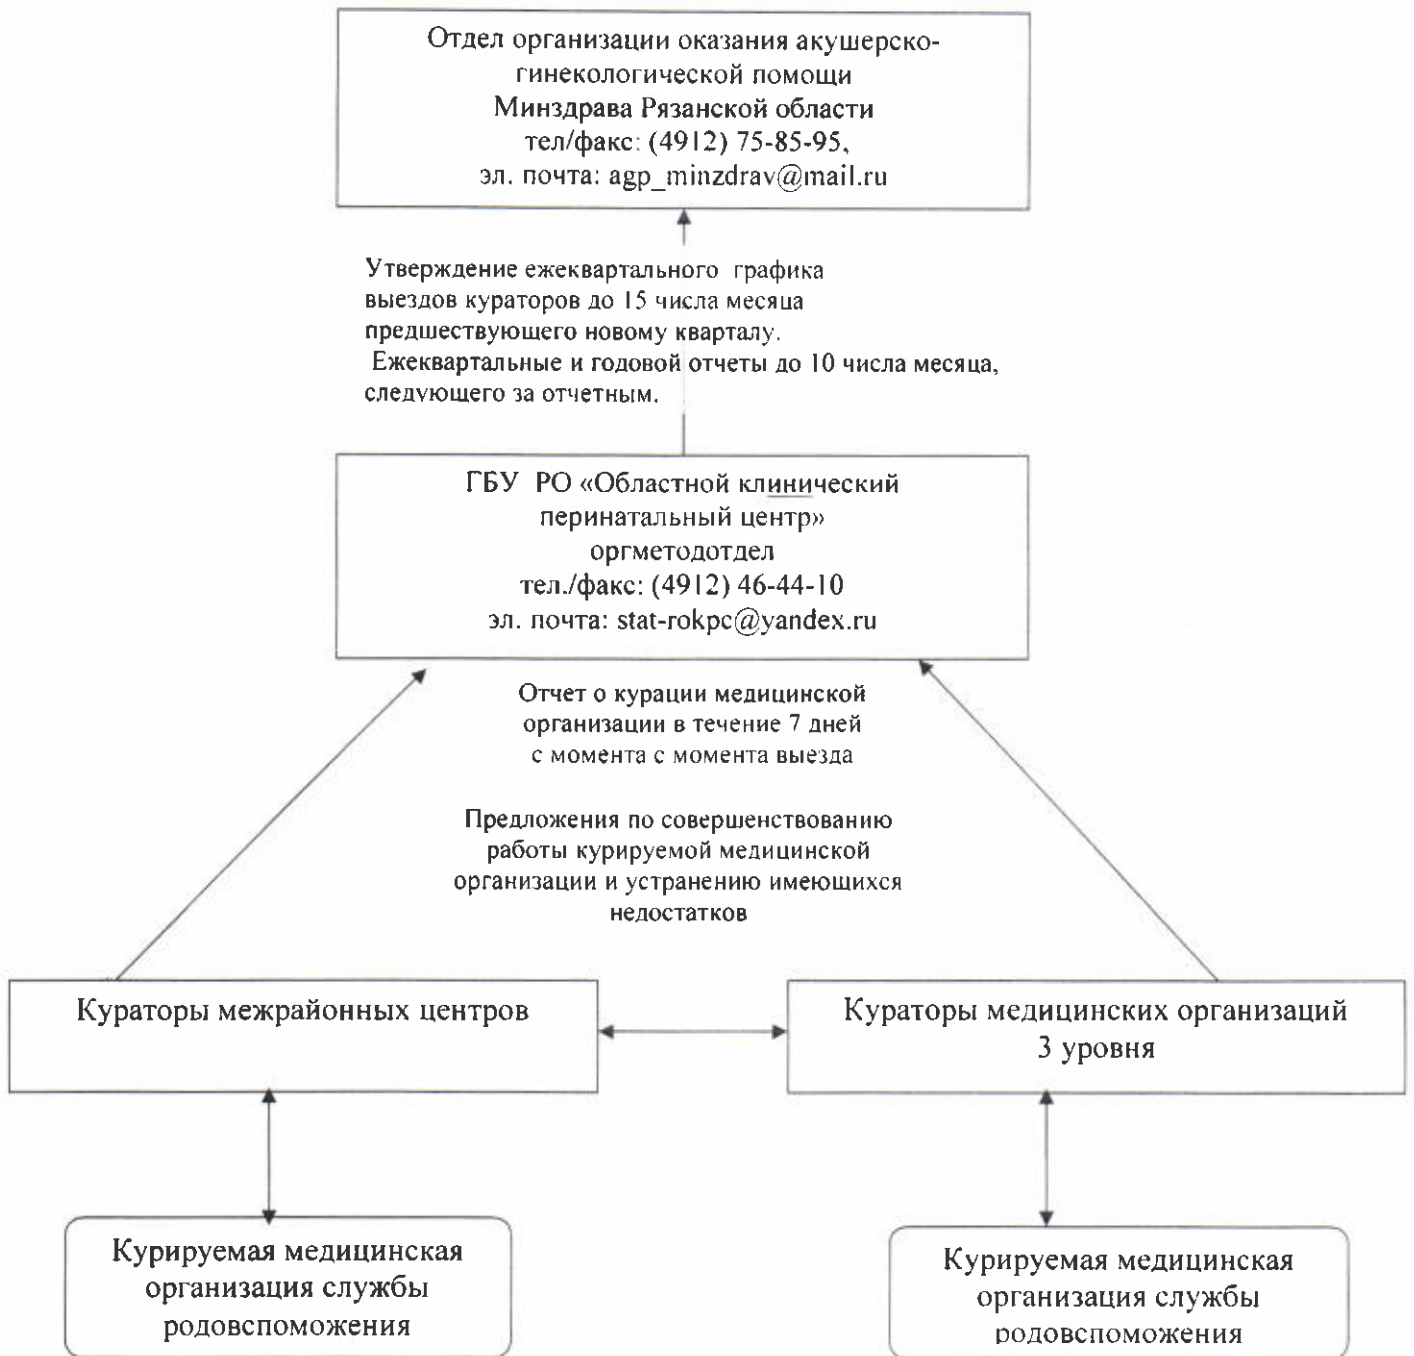 Отдел организации оказания акушерско-
гинекологической помощи
Минздрава Рязанской области
тел/факс: (4912) 75-85-95,
эл. почта: agp_minzdrav@mail.ru
Утверждение ежеквартального графика
выездов кураторов до 15 числа месяца
предшествующего новому кварталу.
Ежеквартальные и годовой отчеты до 10 числа месяца,
следующего за отчетным.
ГБУ РО «Областной клинический
перинатальный центр»
оргметодотдел
тел./факс: (4912) 46-44-10
эл. почта: stat-rokpc@yandex.ru
Отчет о курации медицинской
организации в течение 7 дней
с момента с момента выезда
Предложения по совершенствованию
работы курируемой медицинской
организации и устранению имеющихся
недостатков
Кураторы межрайонных центров
Кураторы медицинских организаций
3 уровня
Курируемая медицинская
организация службы
родовспоможения
Курируемая медицинская
организация службы
родовспоможения